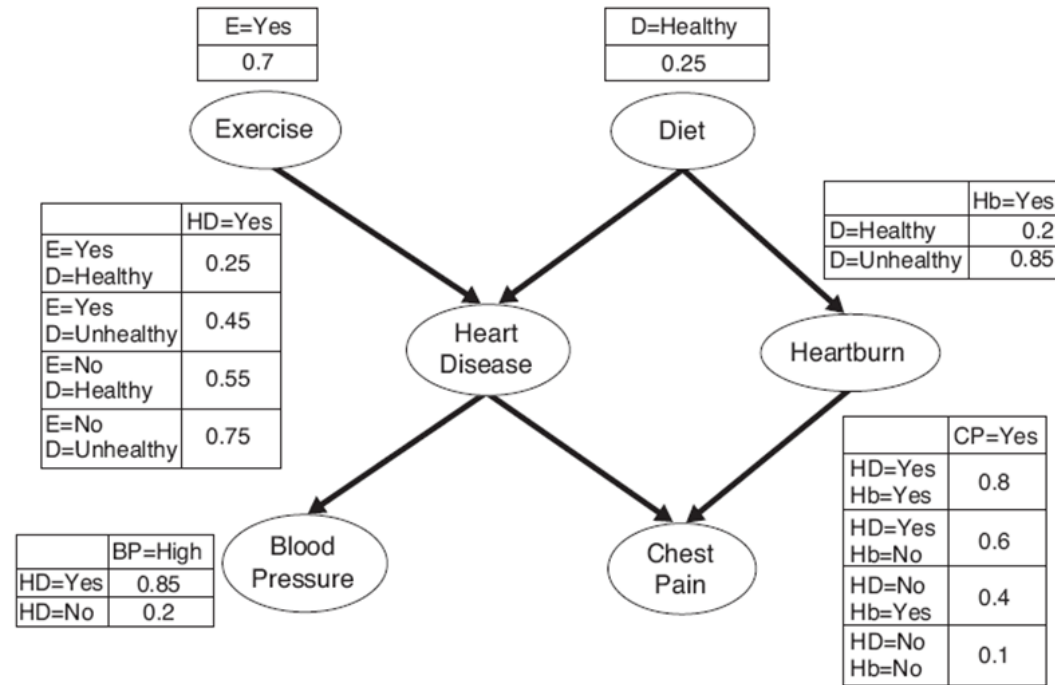 E=Yes
0.7
D=Healthy
0.25
Exercise
Diet
HD=Yes
E=Yes
D=Healthy
0.25
E=Yes
D=Unhealthy
0.45
E=No
D=Healthy
0.55
E=No
D=Unhealthy
0.75
Hb=Yes
D=Healthy 0.2
D=Unhealthy 0.85
Heart
Disease
Heartburn
BP=High
HD=Yes 0.85
HD=No 0.2
Blood
Pressure
Chest
Pain
CP=Yes
HD=Yes
Hb=Yes
0.8
HD=Yes
Hb=No
0.6
HD=No
Hb=Yes
0.4
HD=No
Hb=No
0.1